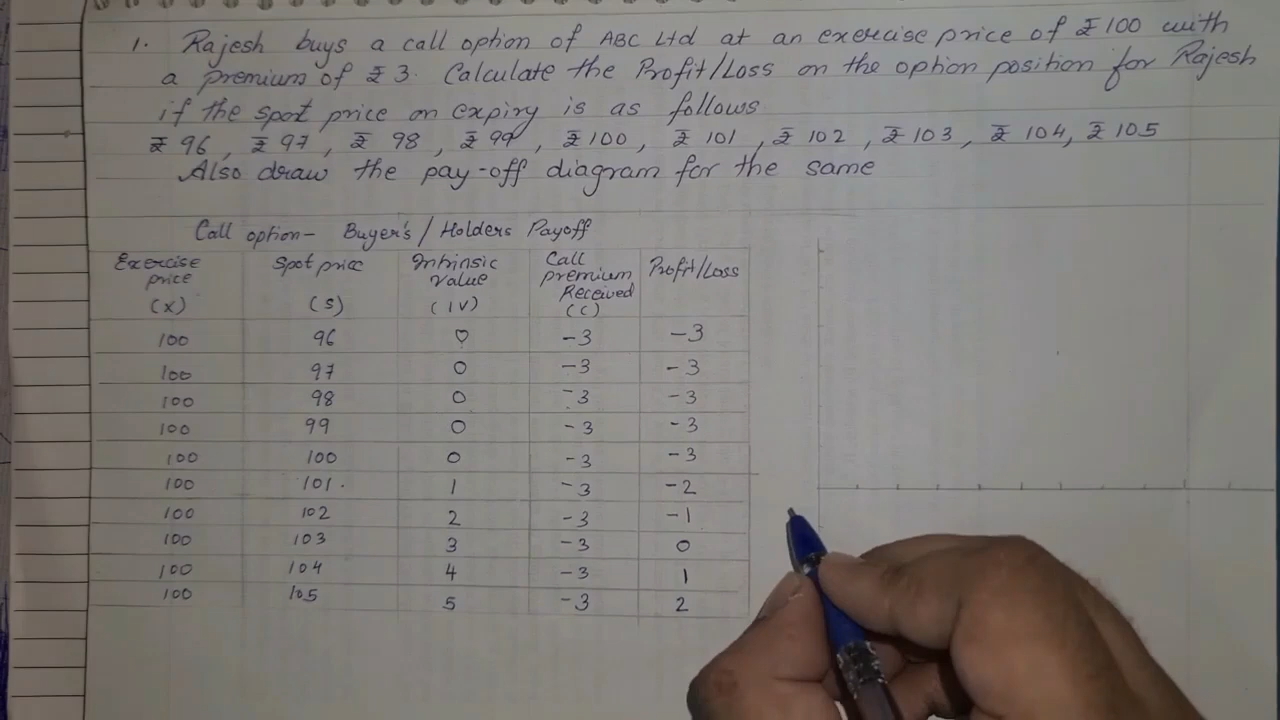 1. Rajesh buys a call option of ABC Ltd at an exercise price of ₹100 with
a premium of ₹3. Calculate the Profit/Loss on the option position for Rajesh
if the spot price on expiry is as follows
₹96, ₹97, ₹98, ₹99, ₹100, ₹101, ₹102, ₹103, ₹104, ₹105
Also draw the pay-off diagram for the same
Call option- Buyer's/Holders Payoff
Exercise price (X) Spot price (S) Intrinsic value (IV) Call premium Received (C) Profit/Loss
100 96 0 -3 -3
100 97 0 -3 -3
100 98 0 -3 -3
100 99 0 -3 -3
100 100 0 -3 -3
100 101. 1 -3 -2
100 102 2 -3 -1
100 103 3 -3 0
100 104 4 -3 1
100 105 5 -3 2